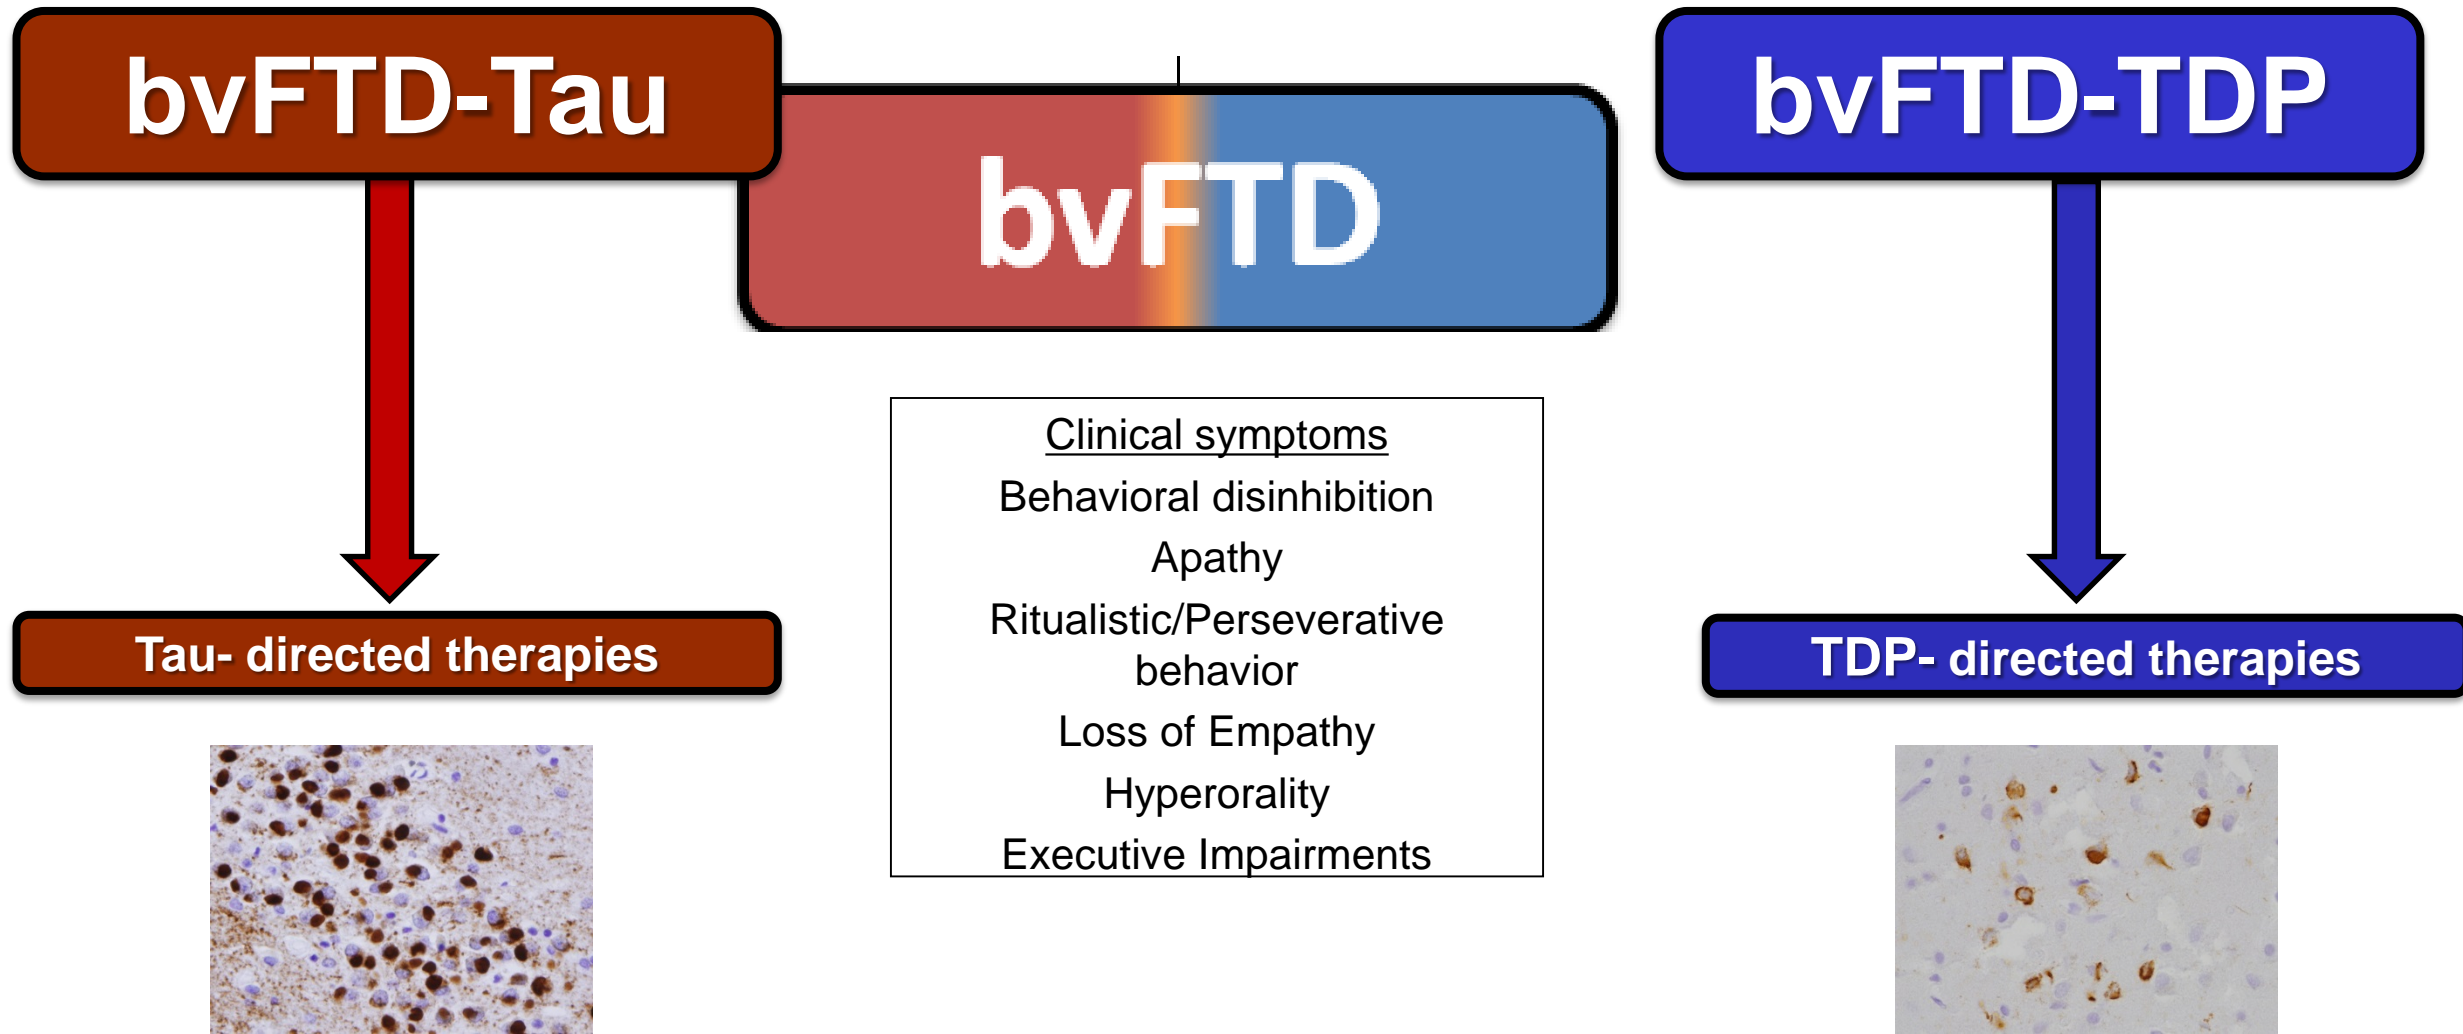 bvFTD-Tau
bvFTD
bvFTD-TDP
Clinical symptoms
Behavioral disinhibition
Apathy
Ritualistic/Perseverative
behavior
Loss of Empathy
Hyperorality
Executive Impairments
Tau- directed therapies
TDP- directed therapies